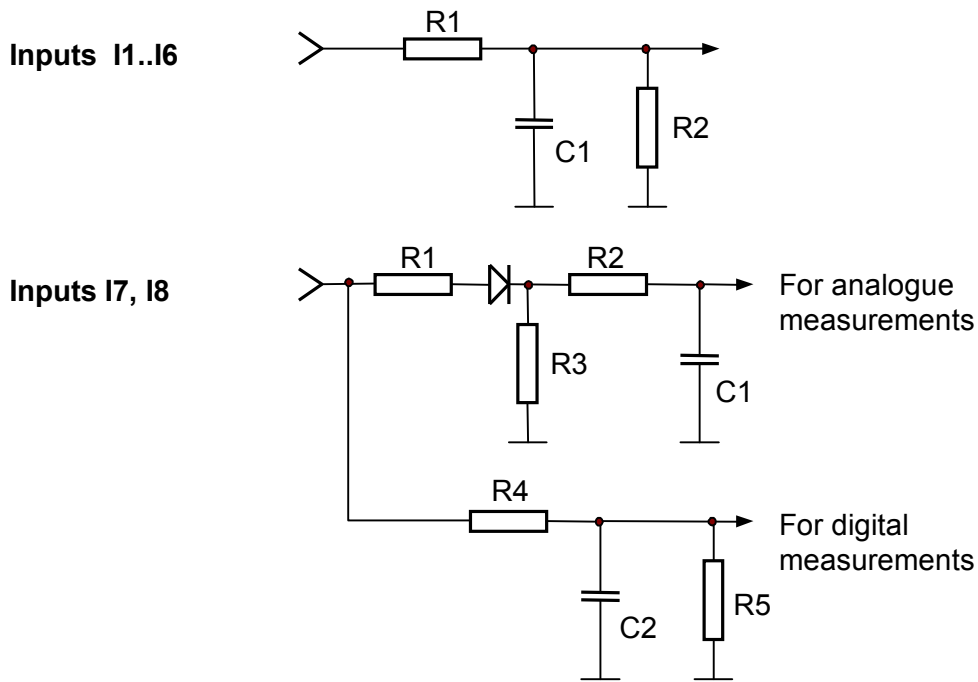 R1
Inputs I1..I6
R2
C1
R1
R2
Inputs I7, I8
For analogue
measurements
R3
C1
R4
For digital
measurements
R5
C2